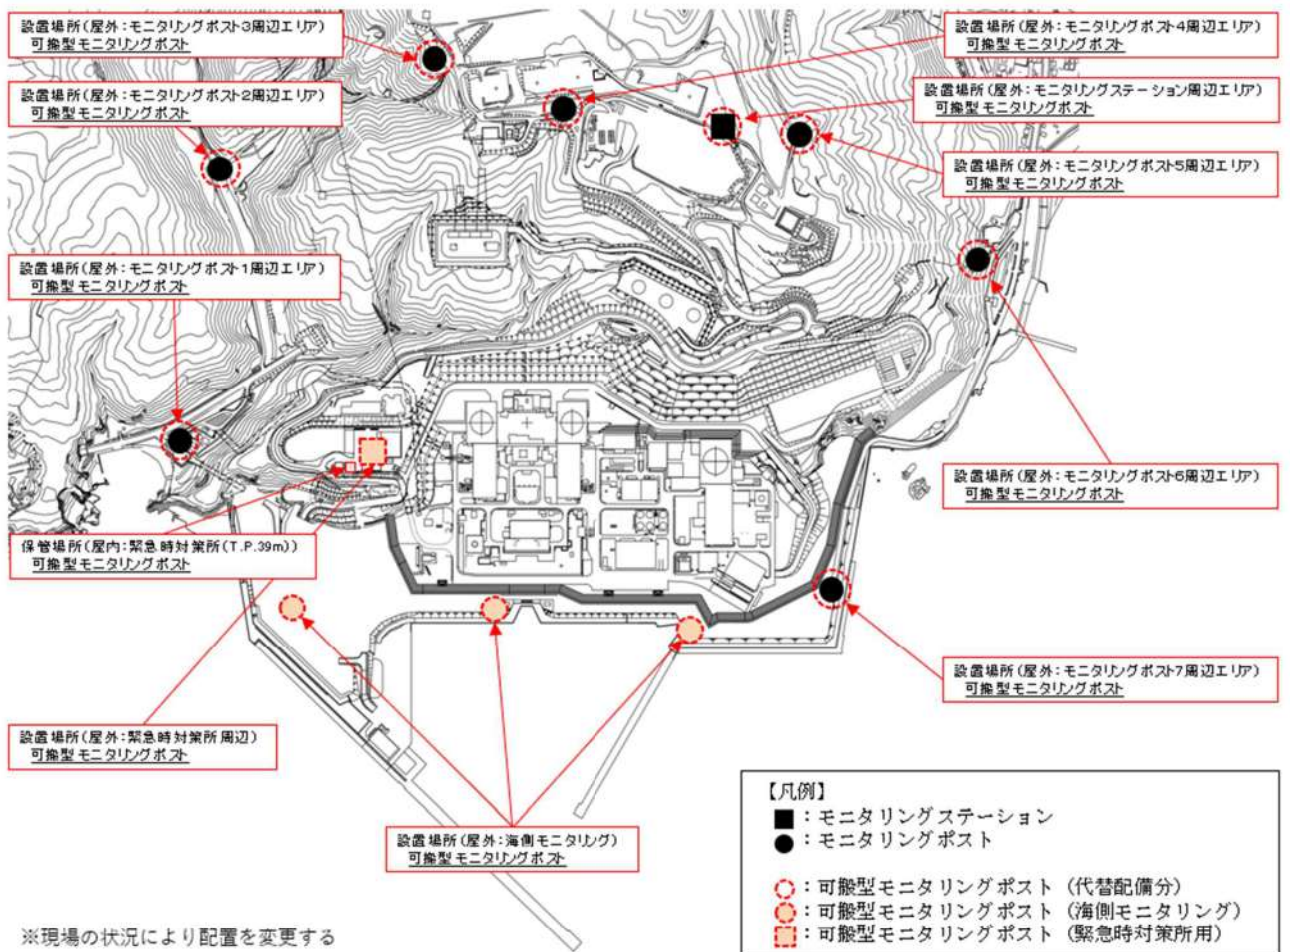 設置場所(屋外:モニタリングポスト3周辺エリア)
可搬型モニタリングポスト
設置場所(屋外:モニタリングポスト4周辺エリア)
可搬型モニタリングポスト
設置場所(屋外:モニタリングポスト2周辺エリア)
可搬型モニタリングポスト
設置場所(屋外:モニタリングステーション周辺エリア)
可搬型モニタリングポスト
設置場所(屋外:モニタリングポスト5周辺エリア)
可搬型モニタリングポスト
設置場所(屋外:モニタリングポスト1周辺エリア)
可搬型モニタリングポスト
設置場所(屋外:モニタリングポスト6周辺エリア)
可搬型モニタリングポスト
保管場所(屋内:緊急時対策所(T.P.39m))
可搬型モニタリングポスト
設置場所(屋外:モニタリングポスト7周辺エリア)
可搬型モニタリングポスト
設置場所(屋外:緊急時対策所周辺)
可搬型モニタリングポスト
設置場所(屋外:海側モニタリング)
可搬型モニタリングポスト
【凡例】
■:モニタリングステーション
●:モニタリングポスト
:可搬型モニタリングポスト(代替配備分)
:可搬型モニタリングポスト(海側モニタリング)
:可搬型モニタリングポスト(緊急時対策所用)
※現場の状況により配置を変更する